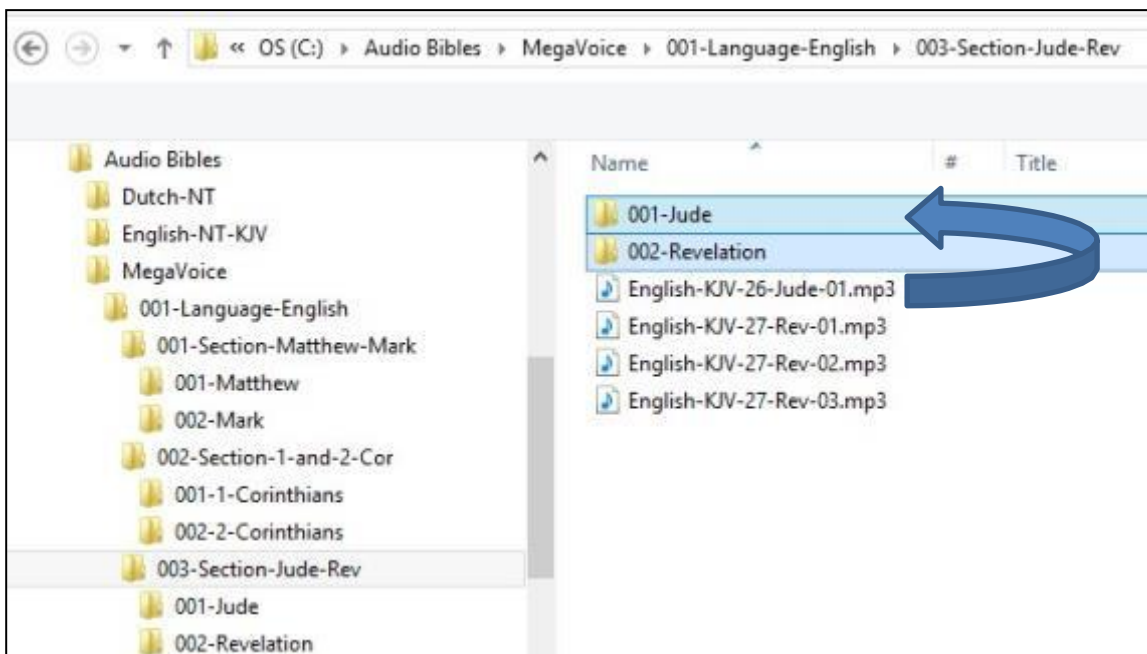 « OS (C:) ▸ Audio Bibles ▸ MegaVoice ▸ 001-Language-English ▸ 003-Section-Jude-Rev
Audio Bibles
Dutch-NT
English-NT-KJV
MegaVoice
001-Language-English
001-Section-Matthew-Mark
001-Matthew
002-Mark
002-Section-1-and-2-Cor
001-1-Corinthians
002-2-Corinthians
003-Section-Jude-Rev
001-Jude
002-Revelation
Name # Title
001-Jude
002-Revelation
English-KJV-26-Jude-01.mp3
English-KJV-27-Rev-01.mp3
English-KJV-27-Rev-02.mp3
English-KJV-27-Rev-03.mp3